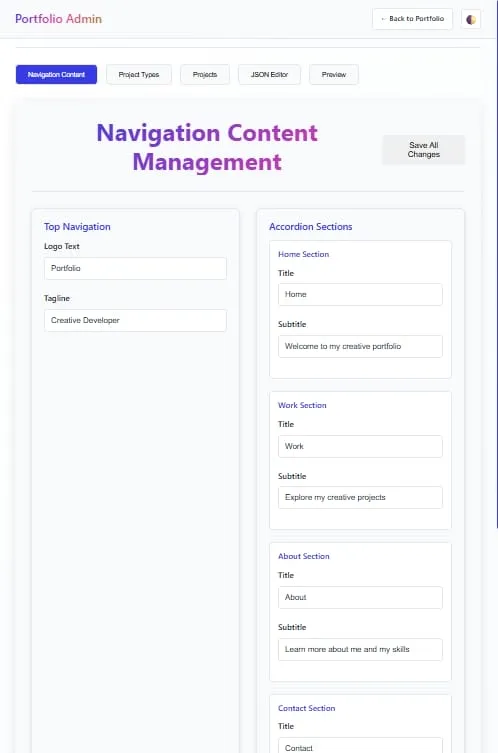 Portfolio Admin
← Back to Portfolio
Navigation Content
Project Types
Projects
JSON Editor
Preview
Navigation Content
Management
Save All
Changes
Top Navigation
Logo Text
Portfolio
Tagline
Creative Developer
Accordion Sections
Home Section
Title
Home
Subtitle
Welcome to my creative portfolio
Work Section
Title
Work
Subtitle
Explore my creative projects
About Section
Title
About
Subtitle
Learn more about me and my skills
Contact Section
Title
Contact